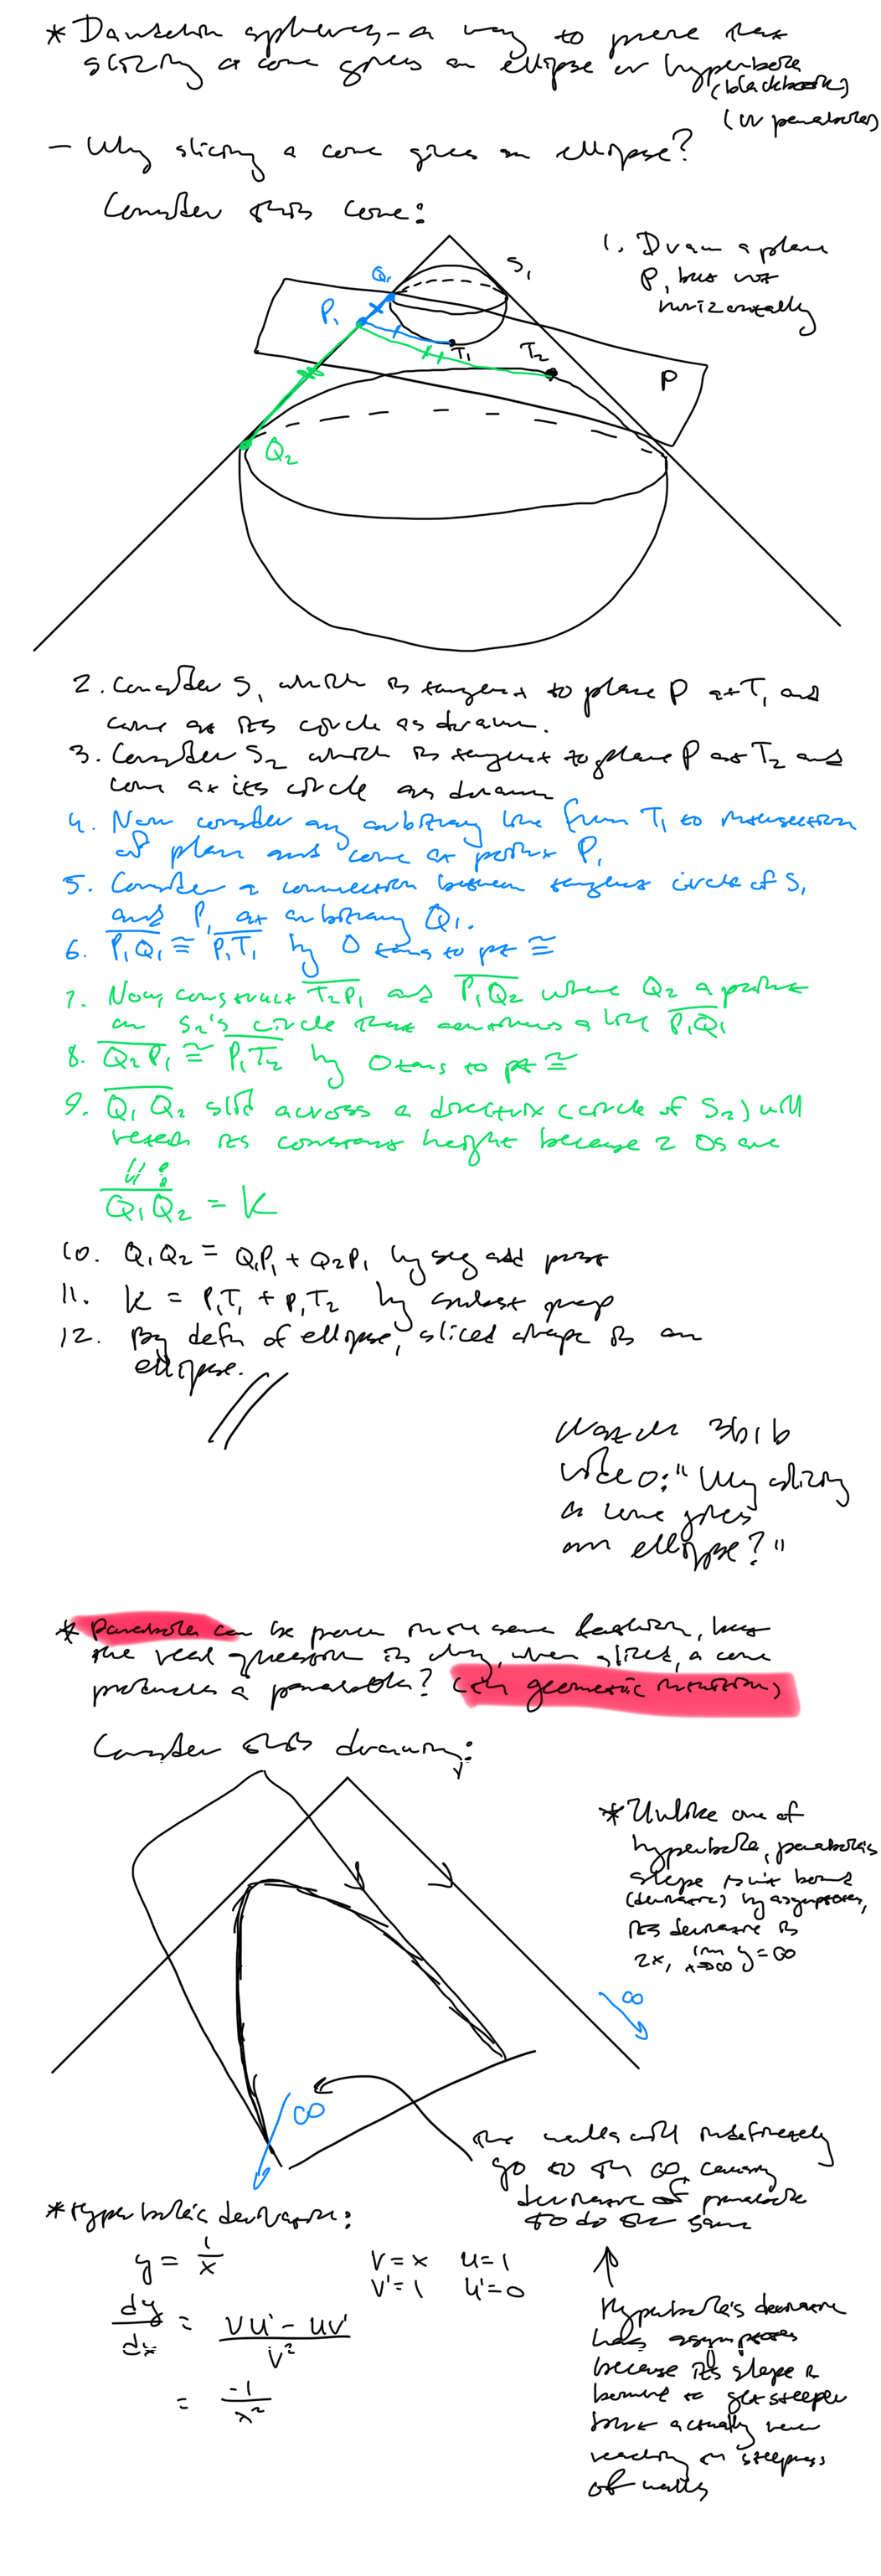 * Dandelin spheres - a way to prove that
slicing a cone gives an ellipse or hyperbola
(blackbook)
(or parabola)
- Why slicing a cone gives an ellipse?
Consider this cone:
1. Draw a plane
P, but not
horizontally
S₁
Q₁
P₁
T₁
T₂
P
Q₂
2. Consider S₁ which is tangent to plane P at T₁ and
cone at its circle as drawn.
3. Consider S₂ which is tangent to plane P at T₂ and
cone at its circle as drawn
4. Now consider any arbitrary line from T₁ to intersection
of plan and cone at point P₁
5. Consider a connection between tangent circle of S₁
and P₁ at arbitrary Q₁.
6. P₁Q₁ ≅ P₁T₁ by O tans to pt ≅
7. Now, construct T₂P₁ and P₁Q₂ where Q₂ a point
on S₂'s circle that a line P₁Q₁
8. Q₂P₁ ≅ P₁T₂ by O tans to pt ≅
9. Q₁Q₂ slid across a directrix (circle of S₂) will
its constant height because 2 Os are
//:
Q₁Q₂ = K
10. Q₁Q₂ = Q₁P₁ + Q₂P₁ by seg add post
11. K = P₁T₁ + P₁T₂ by subst prop
12. By defn of ellipse, sliced shape is an
ellipse.
Watch 3b1b
video: "Why slicing
a cone gives
an ellipse?"
* Parabola can be proven in the same fashion, but
the real question is why, when sliced, a cone
produces a parabola? (in geometric intuition)
Consider this drawing:
* Unlike one of
hyperbola, parabola's
slope isn't bound
(derivative) by asymptotes,
its derivative is
2x, lim x→∞ y = ∞
∞
∞
The walls will indefinitely
go to ∞, causing
derivative of parabola
to do the same
* Hyperbola's derivative:
y = 1/x
V = x u = 1
V' = 1 u' = 0
dy/dx = (Vu' - uV')/V²
= -1/x²
↑
Hyperbola's derivative
has asymptotes
because its slope is
bound to get steeper
but actually never
reaching steepness
of walls